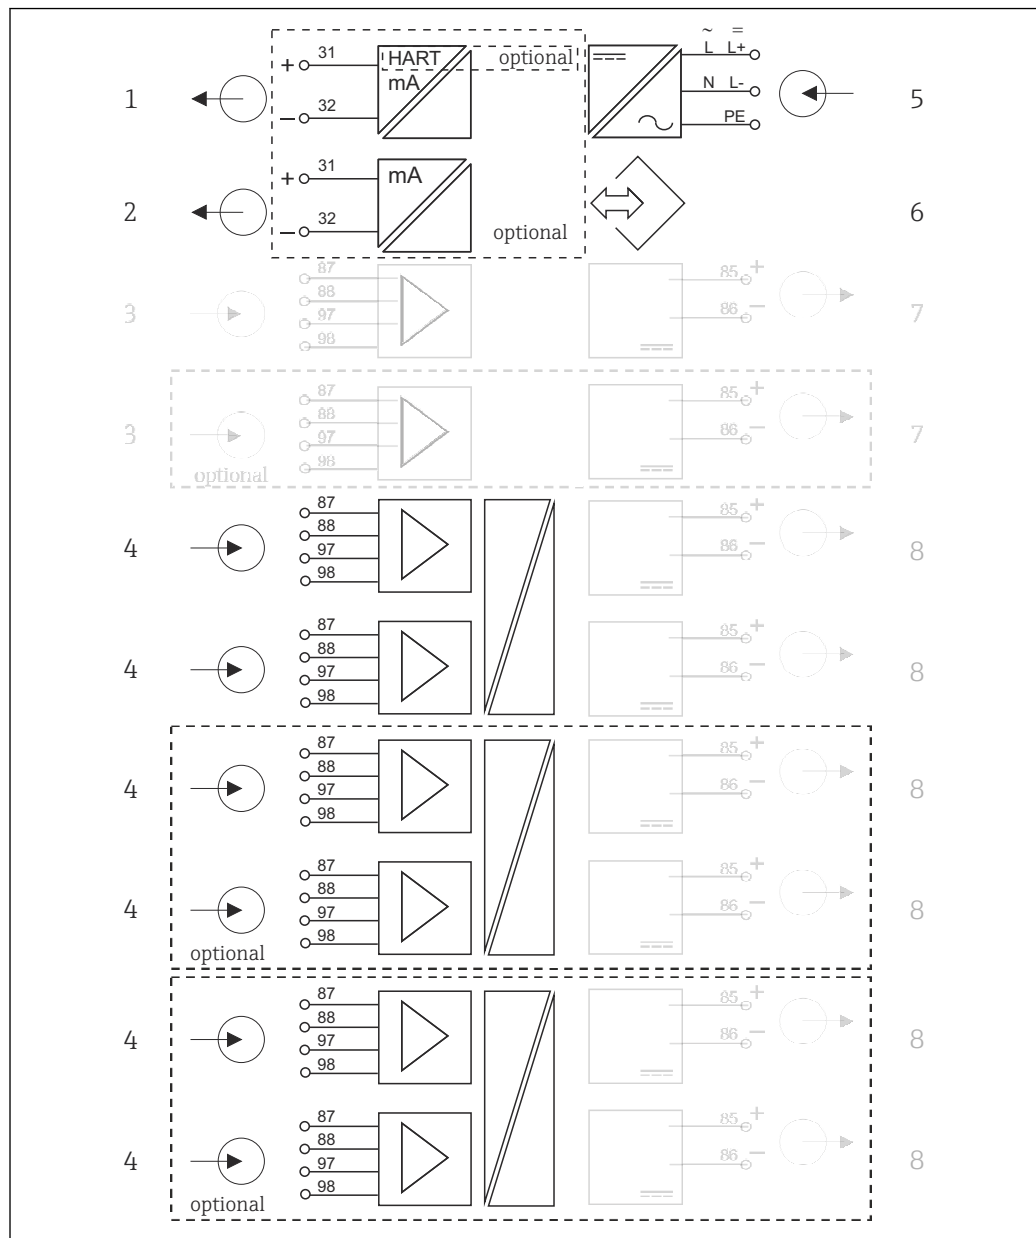 ~ =
+ 31 HART optional L L+
mA N L-
1 5
− 32 PE
+ 31 mA
2 6
− 32 optional
87 85 +
88
3 7
97 86 −
98
87 85 +
88
3 7
97 86 −
optional 98
87 85 +
88
4 8
97 86 −
98
87 85 +
88
4 8
97 86 −
98
87 85 +
88
4 8
97 86 −
98
87 85 +
88
4 8
97 86 −
98
optional
87 85 +
88
4 8
97 86 −
98
87 85 +
88
4 8
97 86 −
98
optional